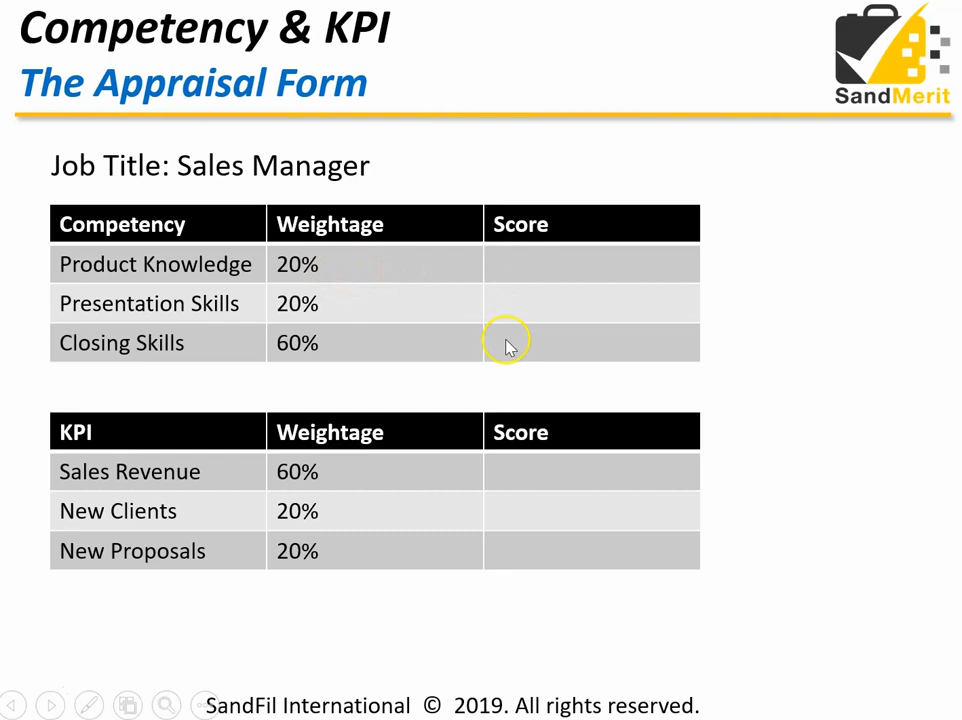 Competency & KPI
The Appraisal Form
SandMerit
Job Title: Sales Manager
Competency Weightage Score
Product Knowledge 20%
Presentation Skills 20%
Closing Skills 60%
KPI Weightage Score
Sales Revenue 60%
New Clients 20%
New Proposals 20%
SandFil International © 2019. All rights reserved.